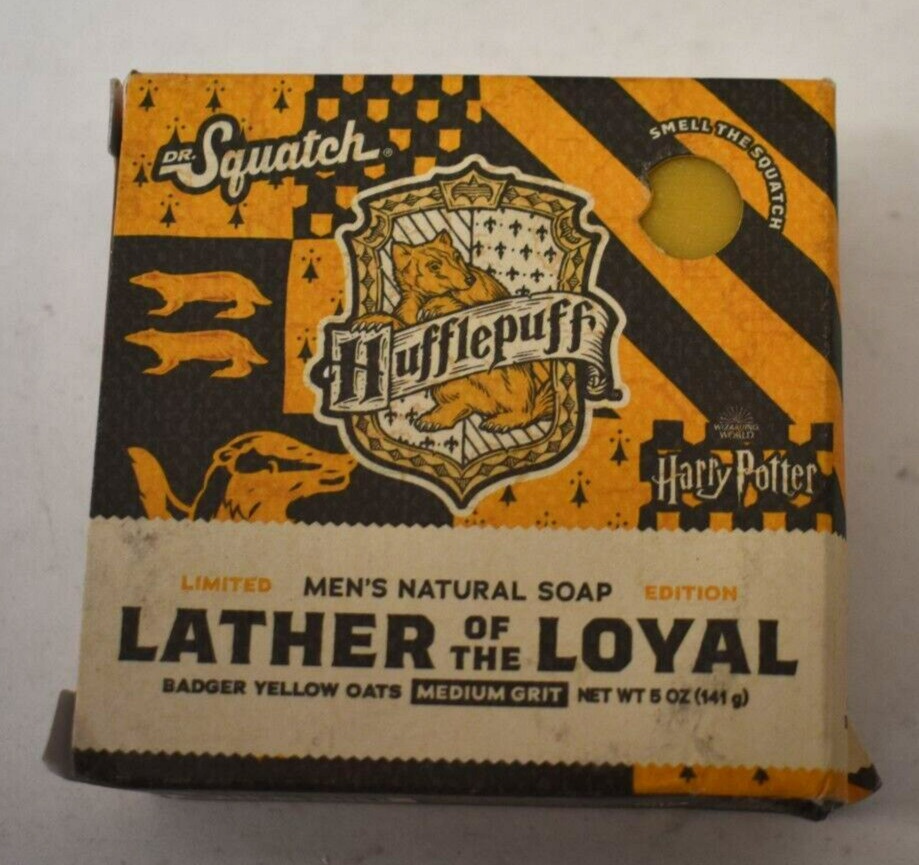 DR. Squatch®
SMELL THE SQUATCH
Hufflepuff
WIZARDING
WORLD
Harry Potter
LIMITED MEN'S NATURAL SOAP EDITION
LATHER OF THE LOYAL
BADGER YELLOW OATS MEDIUM GRIT NET WT 5 OZ (141 g)